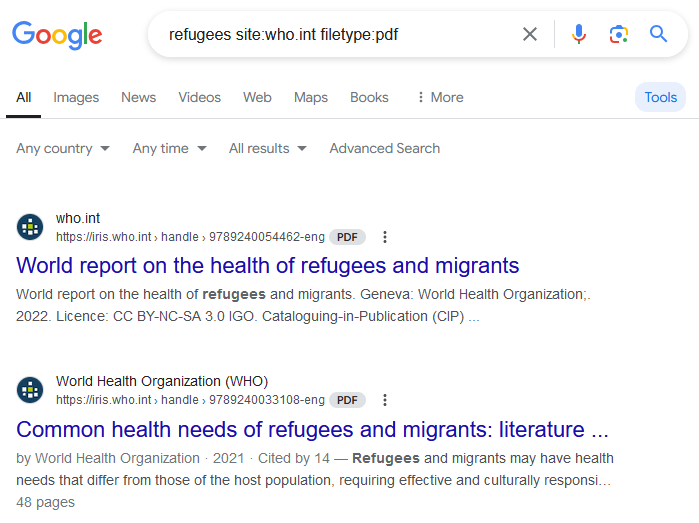 Google
refugees site:who.int filetype:pdf
All Images News Videos Web Maps Books More Tools
Any country Any time All results Advanced Search
who.int
https://iris.who.int › handle › 9789240054462-eng PDF
World report on the health of refugees and migrants
World report on the health of refugees and migrants. Geneva: World Health Organization;.
2022. Licence: CC BY-NC-SA 3.0 IGO. Cataloguing-in-Publication (CIP) ...
World Health Organization (WHO)
https://iris.who.int › handle › 9789240033108-eng PDF
Common health needs of refugees and migrants: literature ...
by World Health Organization · 2021 · Cited by 14 — Refugees and migrants may have health
needs that differ from those of the host population, requiring effective and culturally responsi...
48 pages